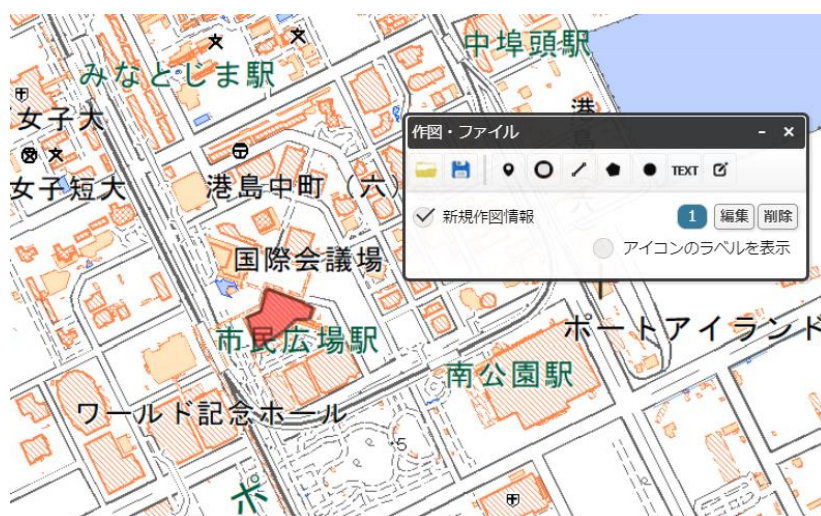 中埠頭駅
みなとじま駅
港
女子大
作図・ファイル
TEXT
女子短大
港島中町
(六)
新規作図情報
1
編集
削除
アイコンのラベルを表示
国際会議場
市民広場駅
ポートアイランド
南公園駅
ワールド記念ホール
5
ポ